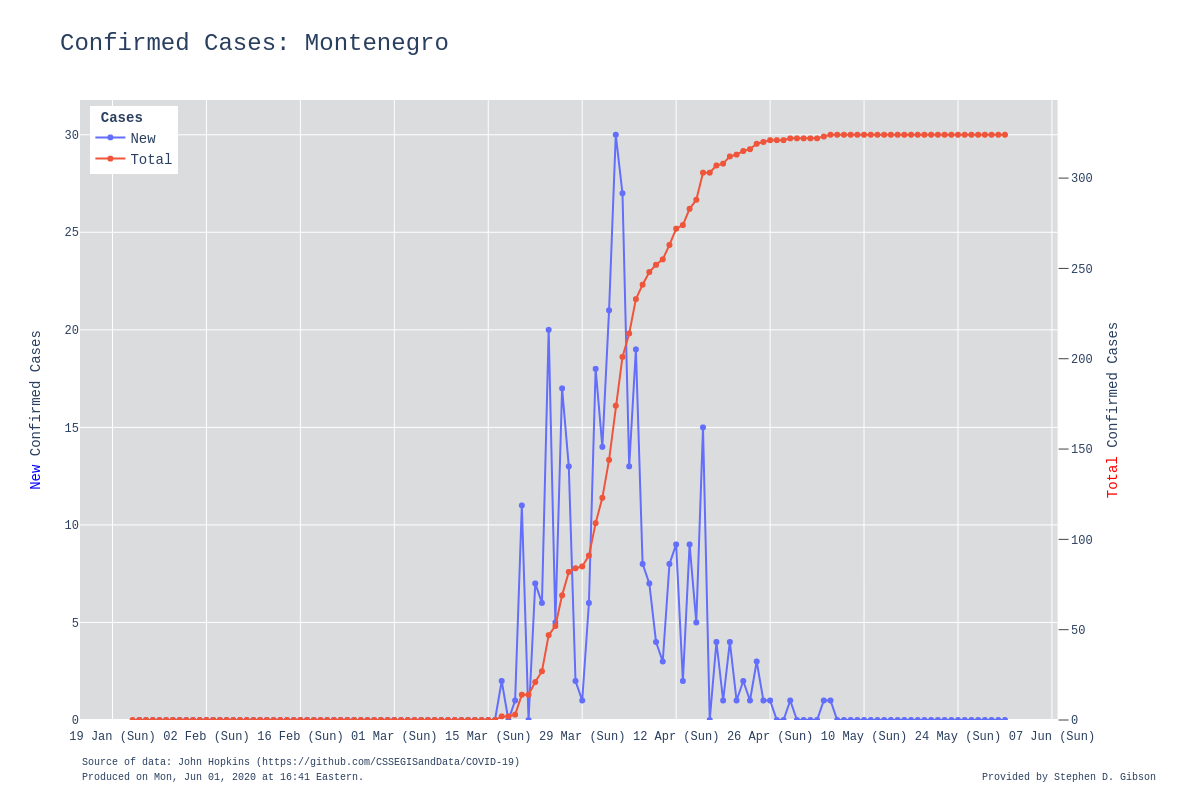 Confirmed Cases: Montenegro
Cases
New
Total
30
25
20
15
10
5
0
300
250
200
150
100
50
0
New Confirmed Cases
Total Confirmed Cases
19 Jan (Sun) 02 Feb (Sun) 16 Feb (Sun) 01 Mar (Sun) 15 Mar (Sun) 29 Mar (Sun) 12 Apr (Sun) 26 Apr (Sun) 10 May (Sun) 24 May (Sun) 07 Jun (Sun)
Source of data: John Hopkins (https://github.com/CSSEGISandData/COVID-19)
Produced on Mon, Jun 01, 2020 at 16:41 Eastern.
Provided by Stephen D. Gibson